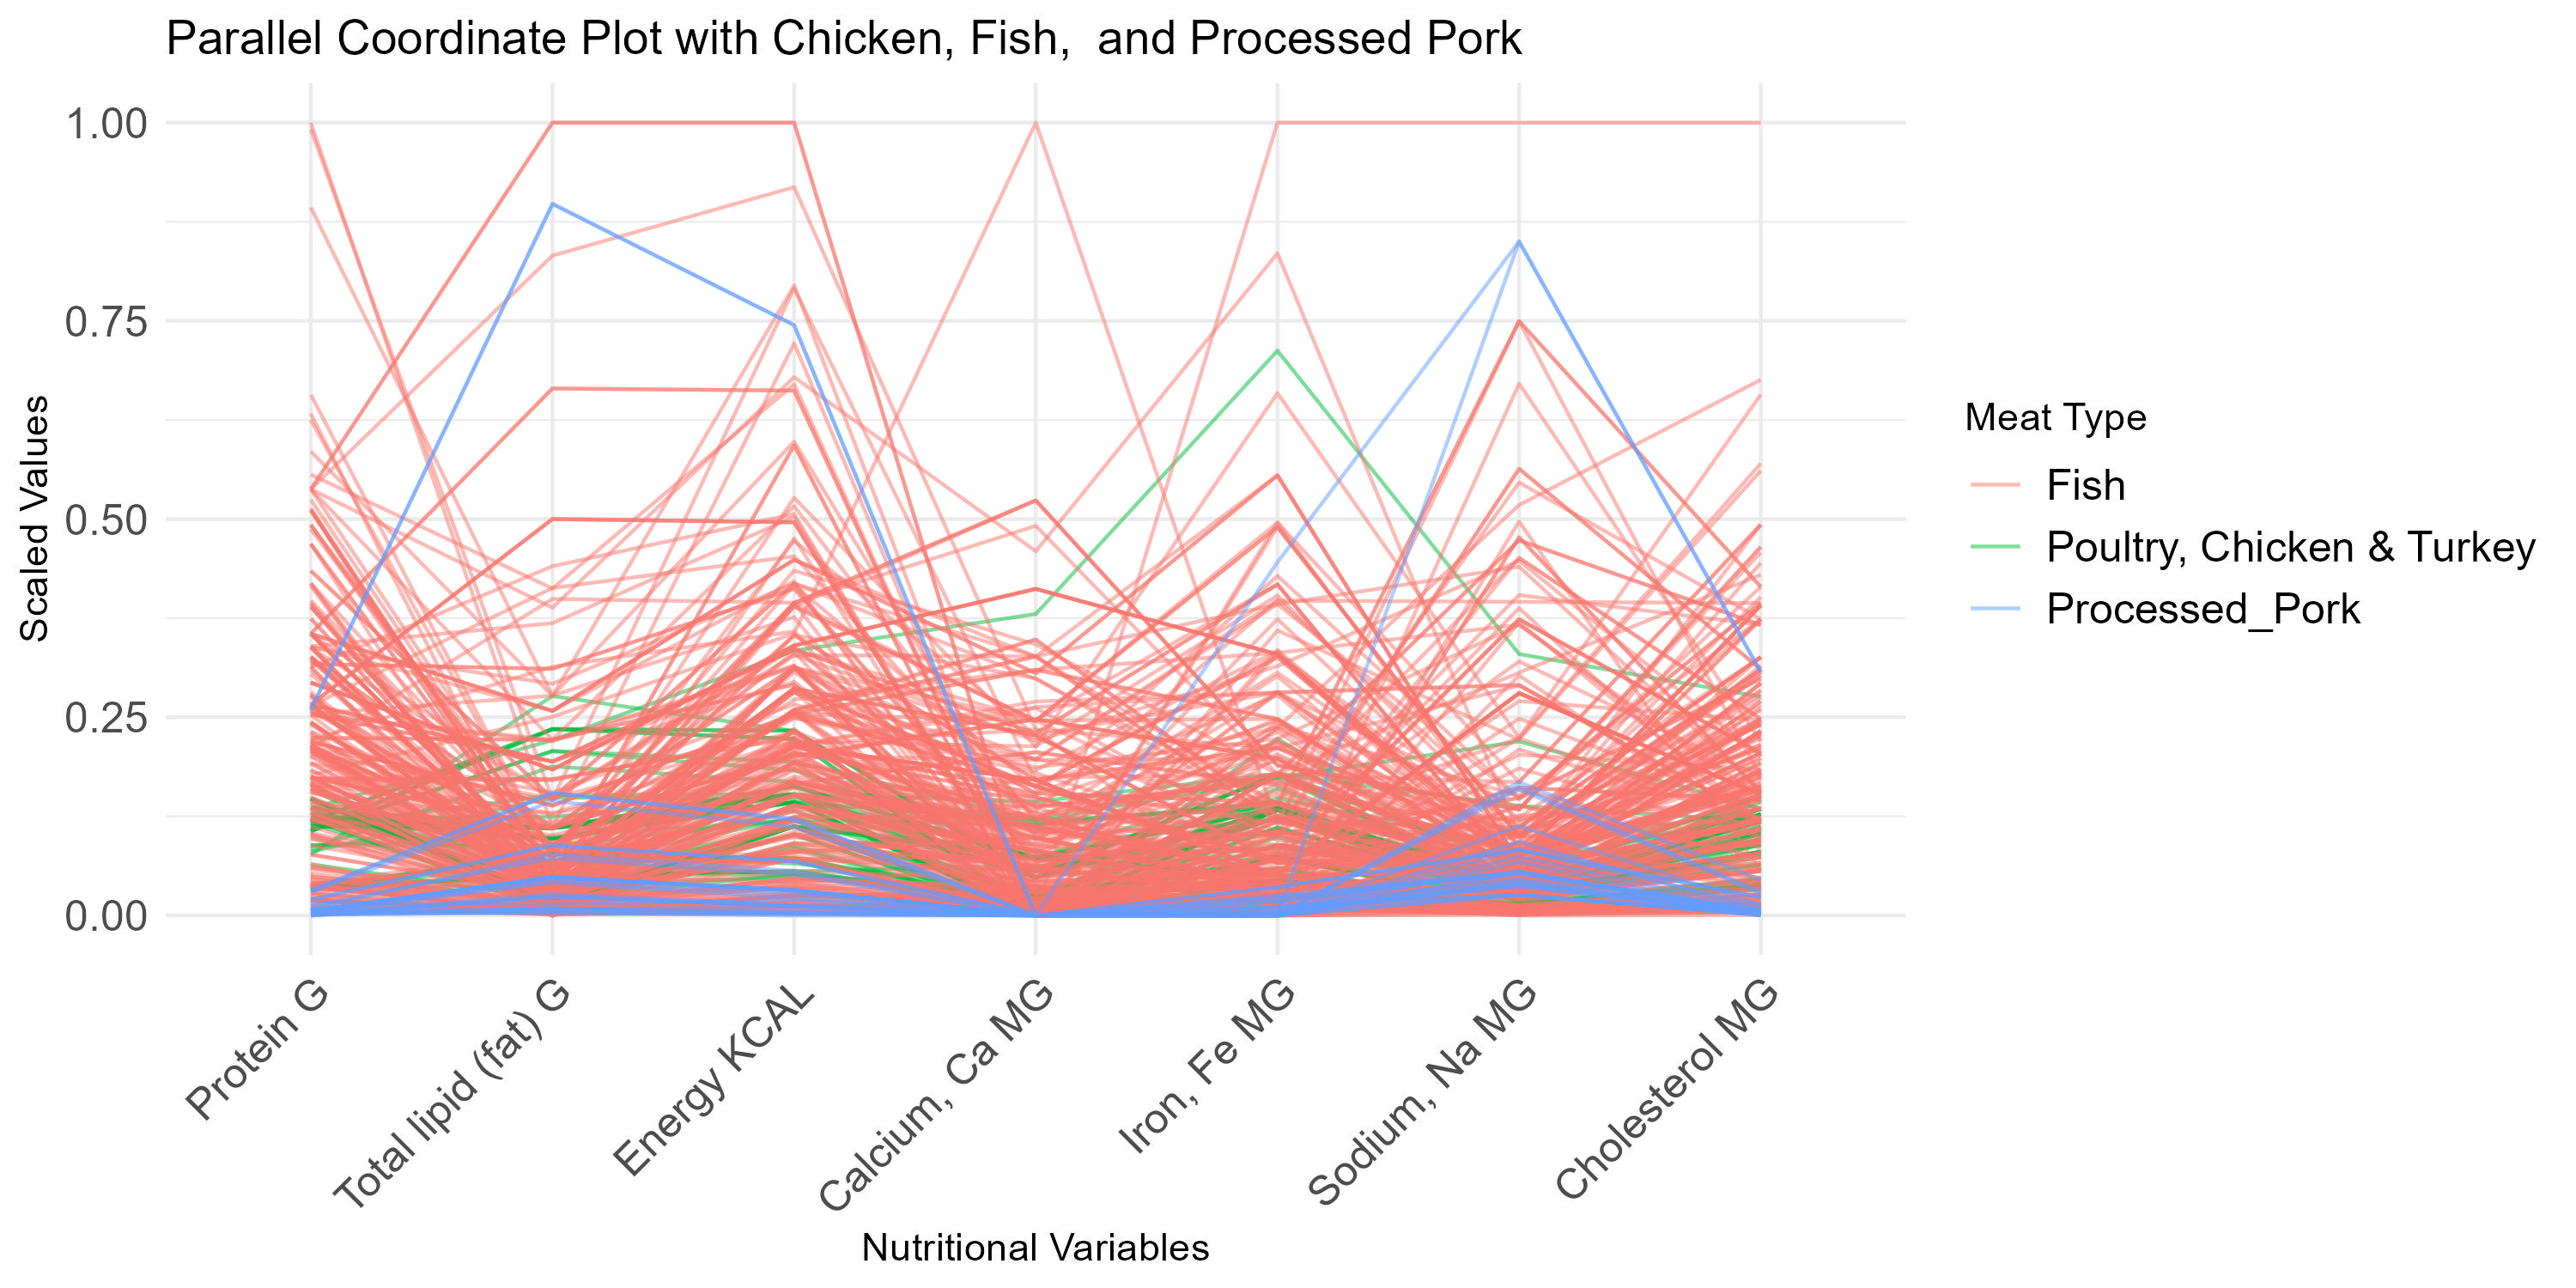 Parallel Coordinate Plot with Chicken, Fish,  and Processed Pork
1.00
0.75
0.50
0.25
0.00
Scaled Values
Protein G
Total lipid (fat) G
Energy KCAL
Calcium, Ca MG
Iron, Fe MG
Sodium, Na MG
Cholesterol MG
Nutritional Variables
Meat Type
Fish
Poultry, Chicken & Turkey
Processed_Pork